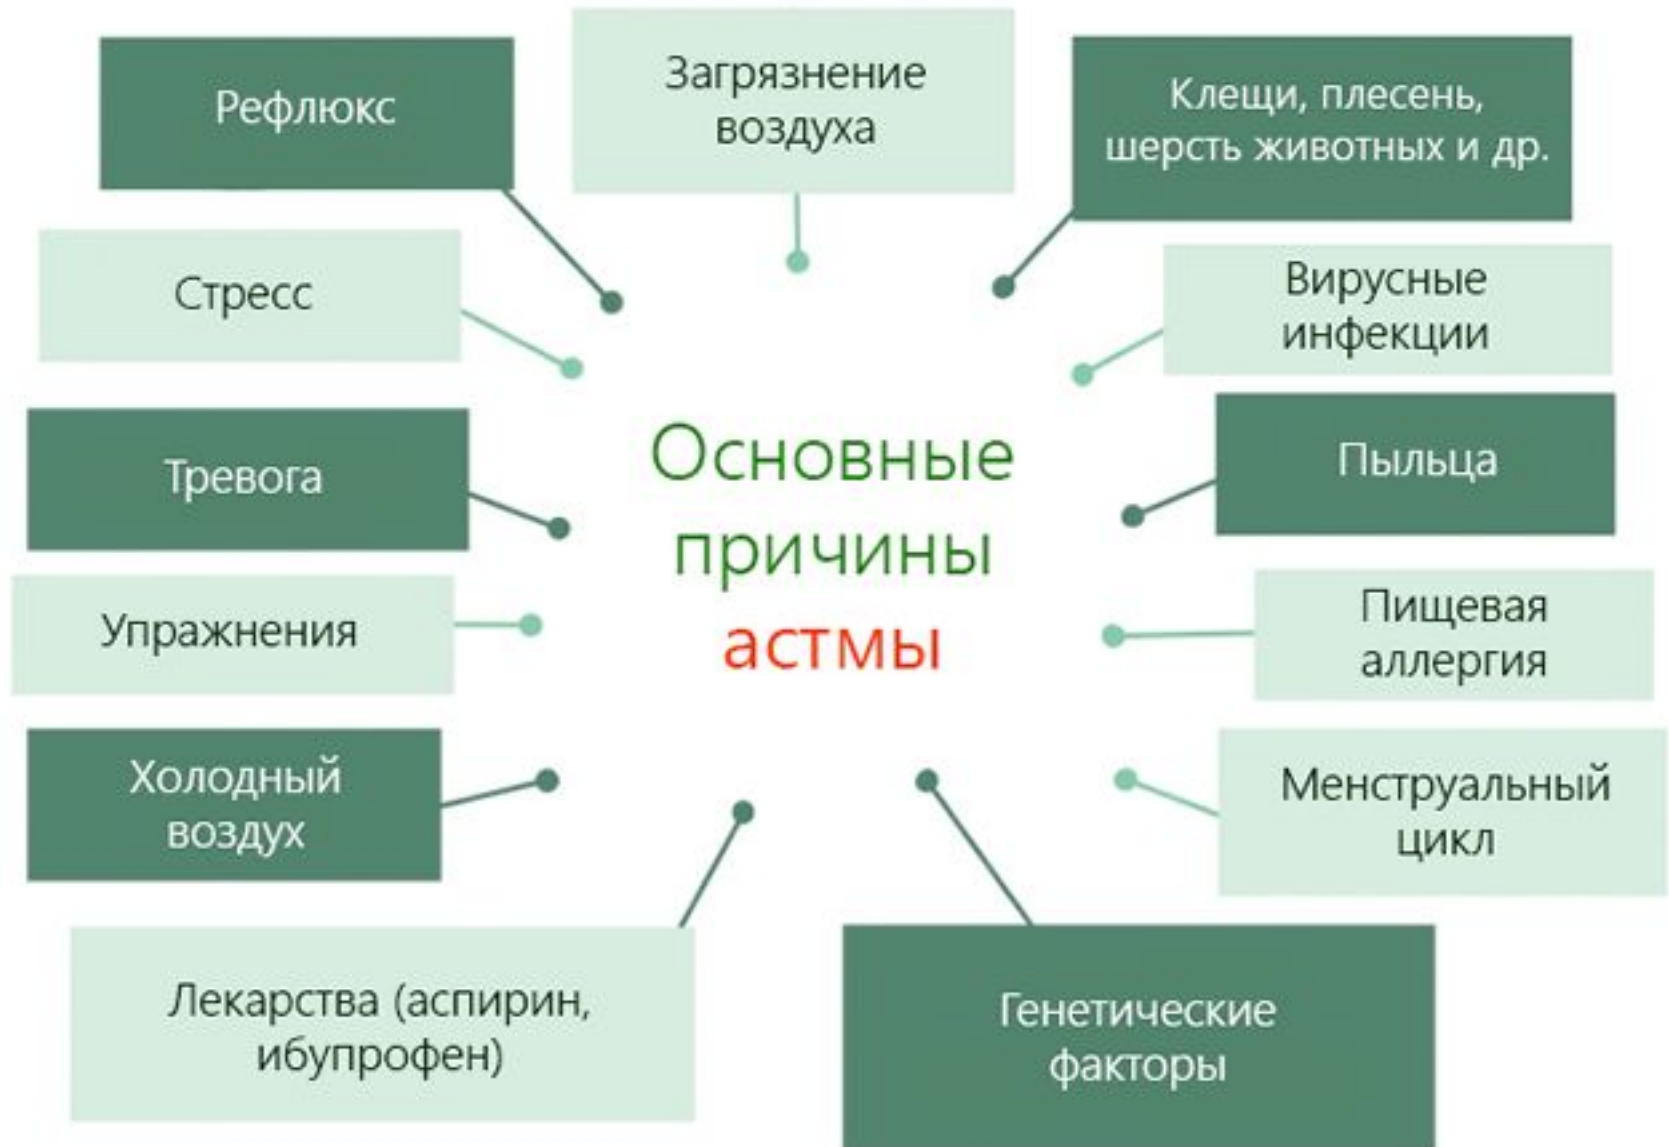 Рефлюкс
Загрязнение
воздуха
Клещи, плесень,
шерсть животных и др.
Стресс
Вирусные
инфекции
Тревога
Пыльца
Основные
причины
астмы
Упражнения
Пищевая
аллергия
Холодный
воздух
Менструальный
цикл
Лекарства (аспирин,
ибупрофен)
Генетические
факторы